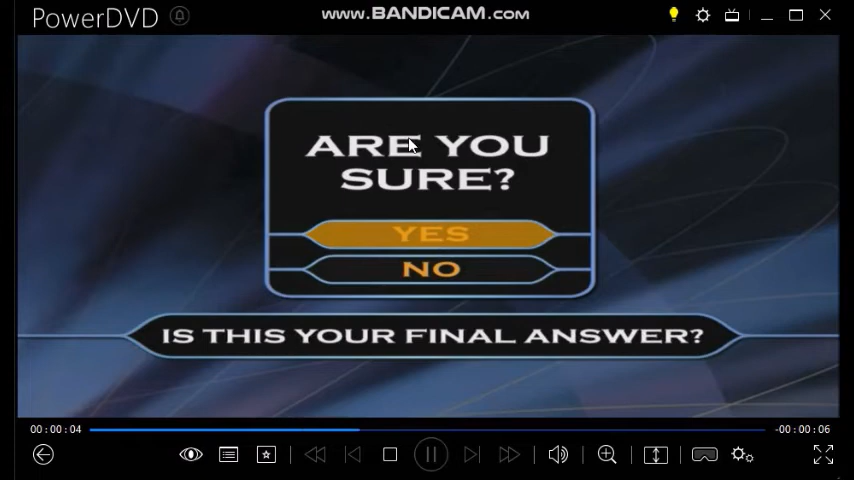 PowerDVD
www.BANDICAM.com
ARE YOU
SURE?
YES
NO
IS THIS YOUR FINAL ANSWER?
00:00:04
-00:00:06